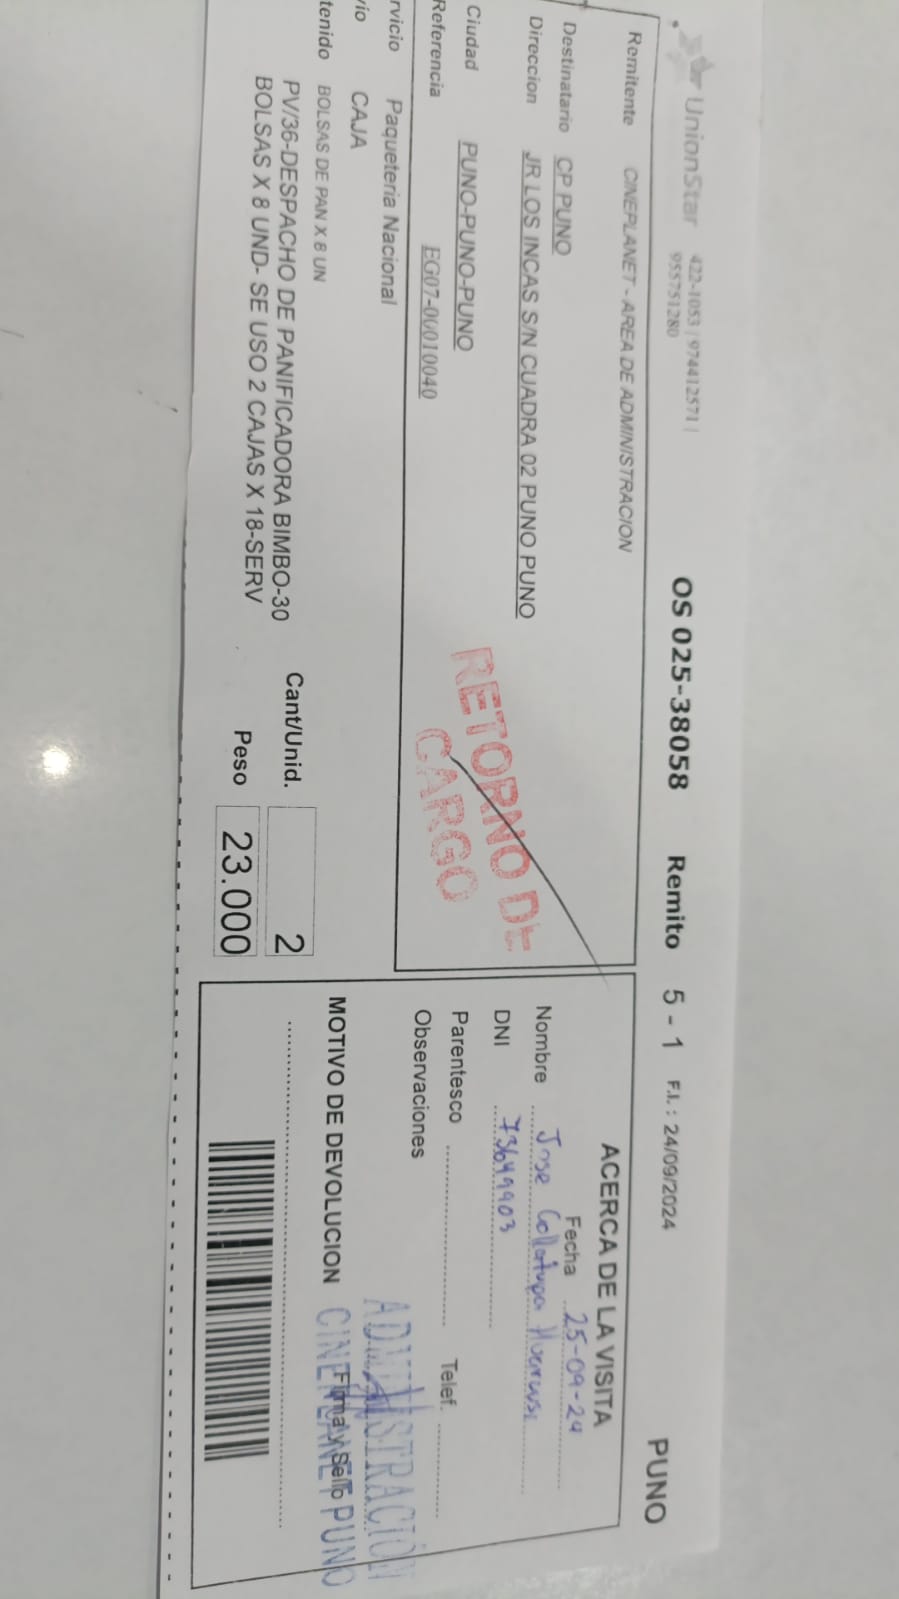 UnionStar 422-1053 | 974412571 |
955751280
OS 025-38058 Remito 5 - 1 F.I. : 24/09/2024 PUNO
Remitente CINEPLANET - AREA DE ADMINISTRACION
Destinatario CP PUNO
Direccion JR LOS INCAS S/N CUADRA 02 PUNO PUNO
Ciudad PUNO-PUNO-PUNO
Referencia EG07-00010040
RETORNO DE
CARGO
rvicio Paqueteria Nacional
vio CAJA
tenido BOLSAS DE PAN X 8 UN
PV/36-DESPACHO DE PANIFICADORA BIMBO-30
BOLSAS X 8 UND- SE USO 2 CAJAS X 18-SERV
Cant/Unid. 2
Peso 23.000
ACERCA DE LA VISITA
Fecha 25-09-24
Nombre Jose
DNI 73649903
Parentesco Telef.
Observaciones
ADMINISTRACION
MOTIVO DE DEVOLUCION
CINEPLANET PUNO
Firma y Sello